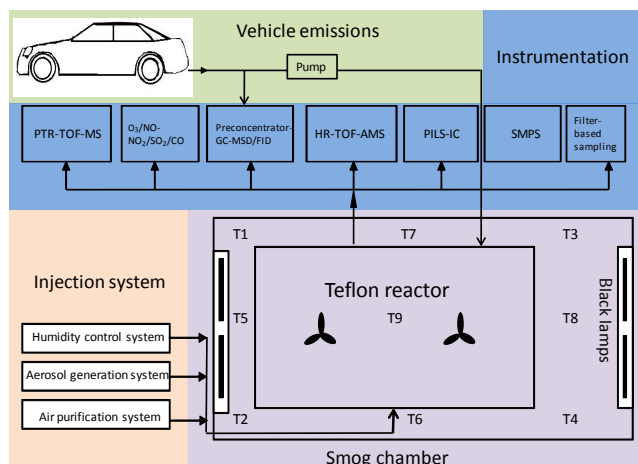 Vehicle emissions
Instrumentation
Pump
PTR-TOF-MS
O₃/NO-
NO₂/SO₂/CO
Preconcentrator-
GC-MSD/FID
HR-TOF-AMS
PILS-IC
SMPS
Filter-
based
sampling
T1
T7
T3
Injection system
Teflon reactor
Black lamps
T5
T9
T8
Humidity control system
Aerosol generation system
Air purification system
T2
T6
T4
Smog chamber